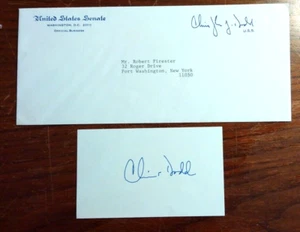 United States Senate
WASHINGTON, D.C. 20510
OFFICIAL BUSINESS
U.S.S.
Mr. Robert Firester
12 Roger Drive
Port Washington, New York
11050
Chris Dodd